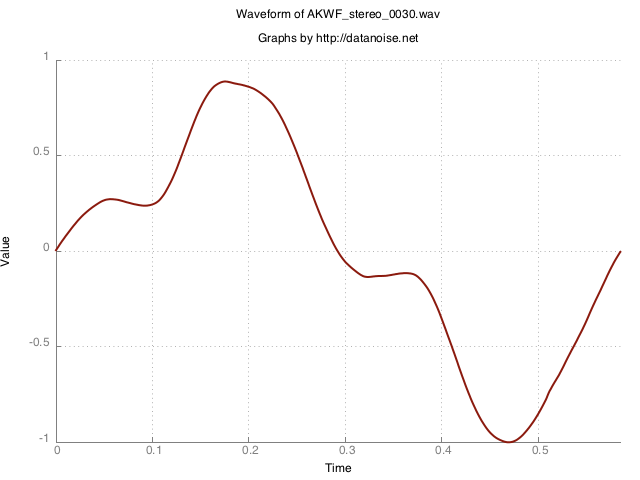 Waveform of AKWF_stereo_0030.wav
Graphs by http://datanoise.net
1
0.5
0
-0.5
-1
Value
0 0.1 0.2 0.3 0.4 0.5
Time